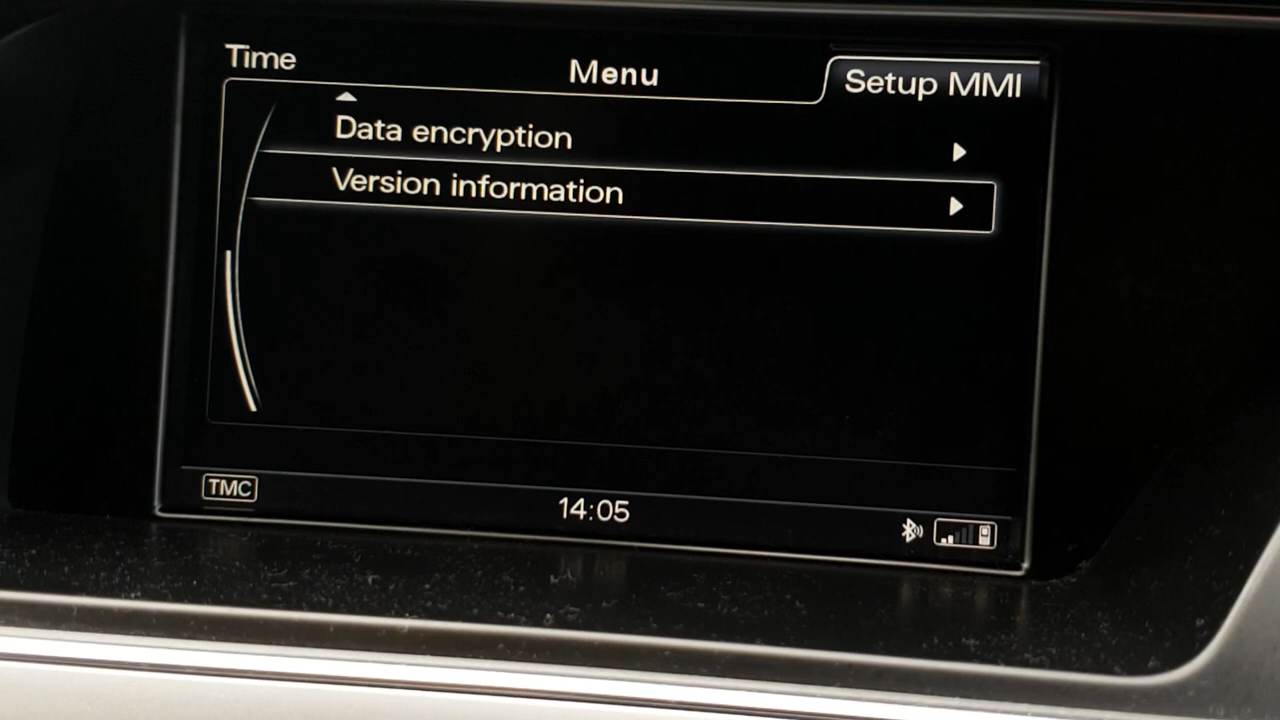 Time
Menu
Setup MMI
Data encryption
Version information
TMC
14:05